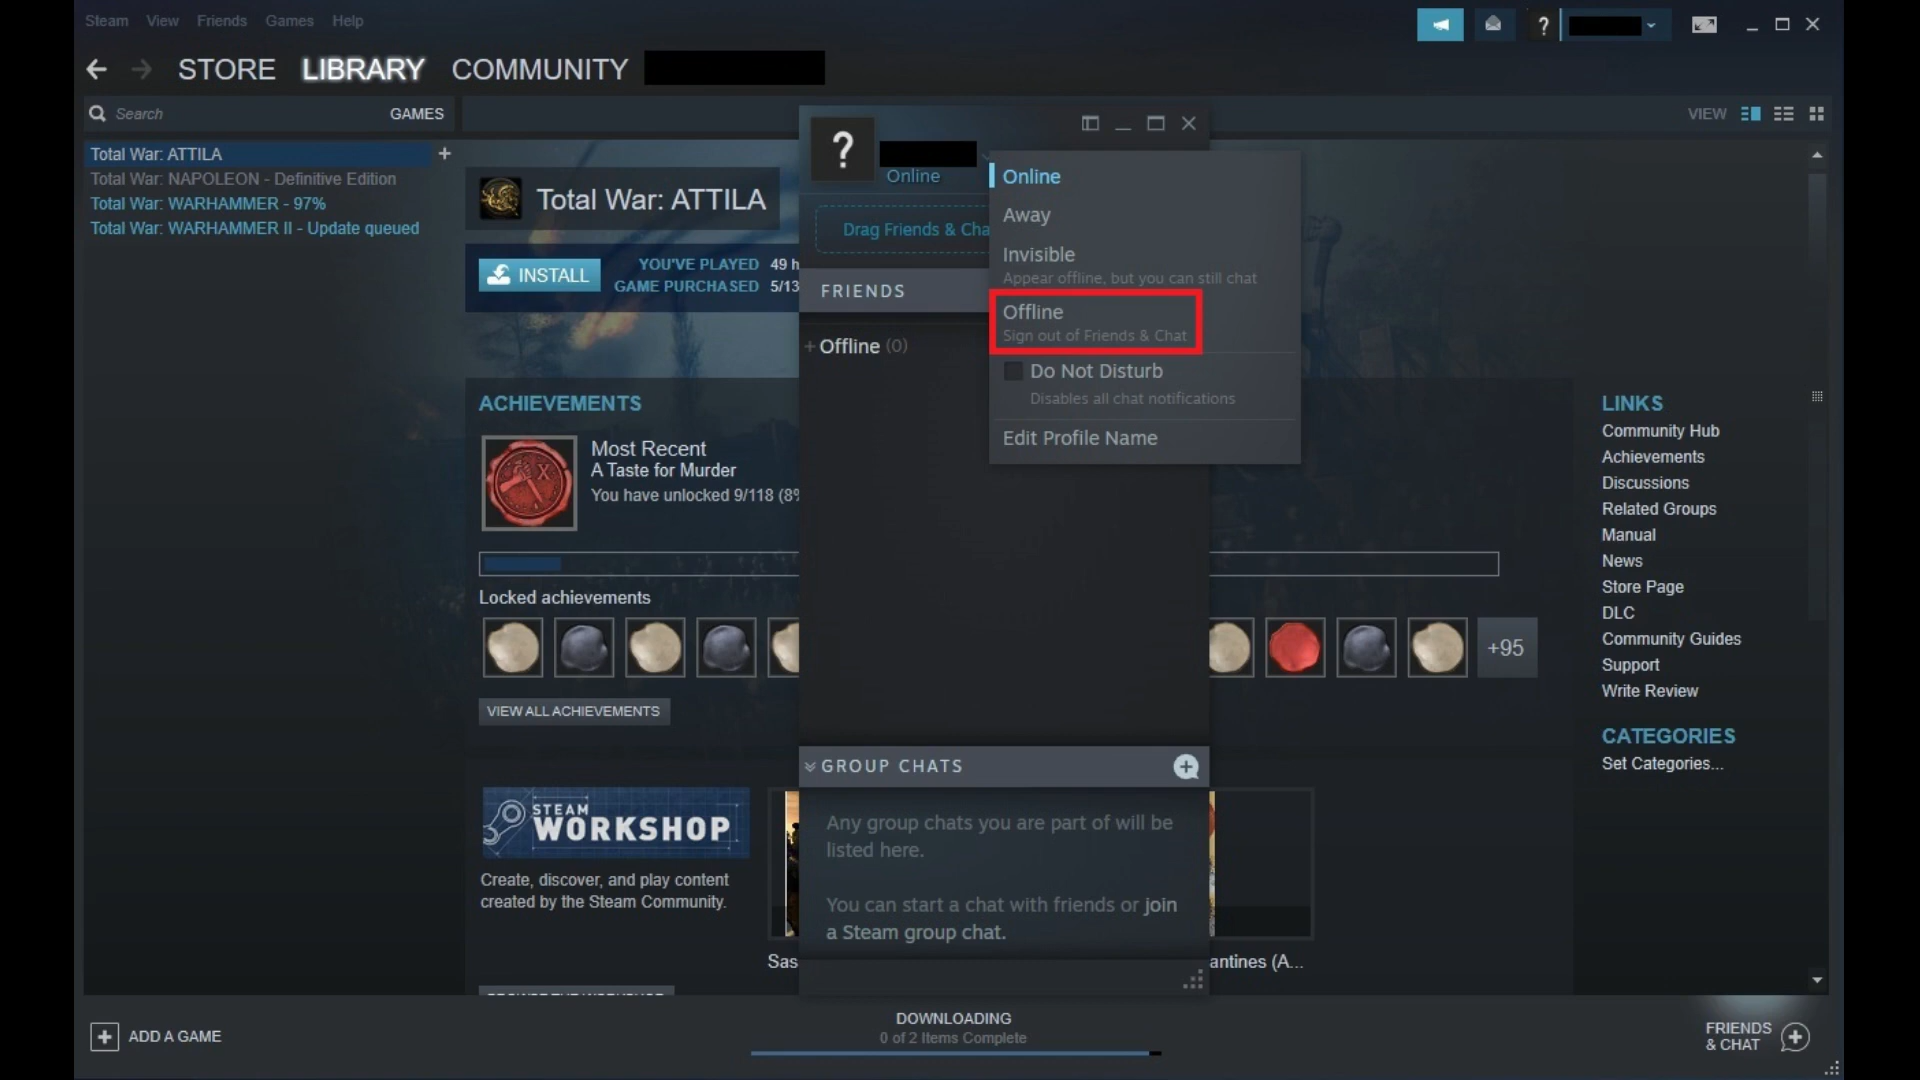 Steam View Friends Games Help
?
STORE LIBRARY COMMUNITY
Search GAMES
VIEW
Total War: ATTILA +
Total War: NAPOLEON - Definitive Edition
Total War: WARHAMMER - 97%
Total War: WARHAMMER II - Update queued
Total War: ATTILA
INSTALL
YOU'VE PLAYED 49 h
GAME PURCHASED 5/13
ACHIEVEMENTS
Most Recent
A Taste for Murder
You have unlocked 9/118 (8%
X
Locked achievements
+95
VIEW ALL ACHIEVEMENTS
STEAM
WORKSHOP
Create, discover, and play content
created by the Steam Community.
Sas
antines (A...
?
Online
Drag Friends & Cha
FRIENDS
+ Offline (0)
Online
Away
Invisible
Appear offline, but you can still chat
Offline
Sign out of Friends & Chat
Do Not Disturb
Disables all chat notifications
Edit Profile Name
GROUP CHATS
Any group chats you are part of will be
listed here.
You can start a chat with friends or join
a Steam group chat.
LINKS
Community Hub
Achievements
Discussions
Related Groups
Manual
News
Store Page
DLC
Community Guides
Support
Write Review
CATEGORIES
Set Categories...
ADD A GAME
DOWNLOADING
0 of 2 Items Complete
FRIENDS
& CHAT